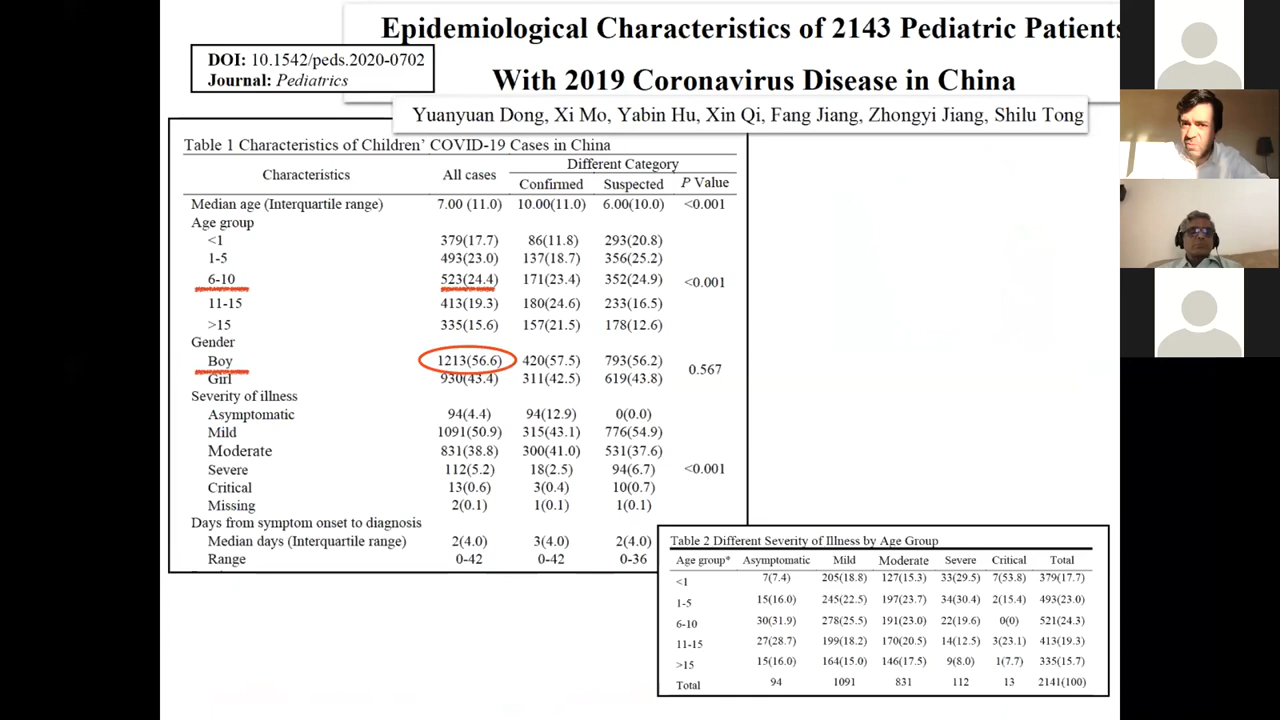 Epidemiological Characteristics of 2143 Pediatric Patients
With 2019 Coronavirus Disease in China
DOI: 10.1542/peds.2020-0702
Journal: Pediatrics
Yuanyuan Dong, Xi Mo, Yabin Hu, Xin Qi, Fang Jiang, Zhongyi Jiang, Shilu Tong
Table 1 Characteristics of Children’ COVID-19 Cases in China
Characteristics All cases Different Category P Value
Confirmed Suspected
Median age (Interquartile range) 7.00 (11.0) 10.00(11.0) 6.00(10.0) <0.001
Age group
<1 379(17.7) 86(11.8) 293(20.8)
1-5 493(23.0) 137(18.7) 356(25.2)
6-10 523(24.4) 171(23.4) 352(24.9) <0.001
11-15 413(19.3) 180(24.6) 233(16.5)
>15 335(15.6) 157(21.5) 178(12.6)
Gender
Boy 1213(56.6) 420(57.5) 793(56.2) 0.567
Girl 930(43.4) 311(42.5) 619(43.8)
Severity of illness
Asymptomatic 94(4.4) 94(12.9) 0(0.0)
Mild 1091(50.9) 315(43.1) 776(54.9)
Moderate 831(38.8) 300(41.0) 531(37.6)
Severe 112(5.2) 18(2.5) 94(6.7) <0.001
Critical 13(0.6) 3(0.4) 10(0.7)
Missing 2(0.1) 1(0.1) 1(0.1)
Days from symptom onset to diagnosis
Median days (Interquartile range) 2(4.0) 3(4.0) 2(4.0)
Range 0-42 0-42 0-36
Table 2 Different Severity of Illness by Age Group
Age group* Asymptomatic Mild Moderate Severe Critical Total
<1 7(7.4) 205(18.8) 127(15.3) 33(29.5) 7(53.8) 379(17.7)
1-5 15(16.0) 245(22.5) 197(23.7) 34(30.4) 2(15.4) 493(23.0)
6-10 30(31.9) 278(25.5) 191(23.0) 22(19.6) 0(0) 521(24.3)
11-15 27(28.7) 199(18.2) 170(20.5) 14(12.5) 3(23.1) 413(19.3)
>15 15(16.0) 164(15.0) 146(17.5) 9(8.0) 1(7.7) 335(15.7)
Total 94 1091 831 112 13 2141(100)